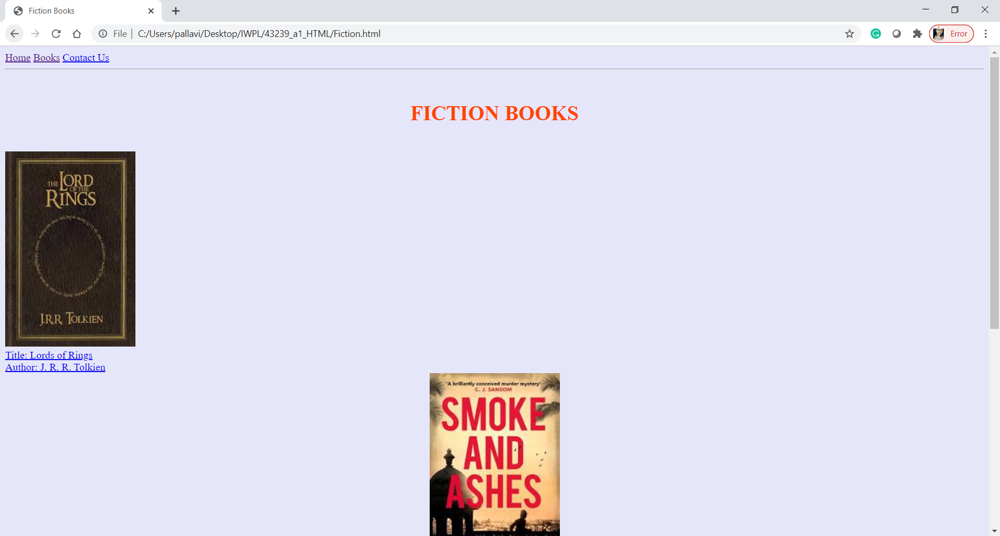 Fiction Books
File
C:/Users/pallavi/Desktop/IWPL/43239_a1_HTML/Fiction.html
Error
Home Books Contact Us
FICTION BOOKS
THE LORD
OF THE
RINGS
J.R.R. TOLKIEN
Title: Lords of Rings
Author: J. R. R. Tolkien
'A brilliantly conceived murder mystery'
C. J. SANSOM
SMOKE
AND
ASHES